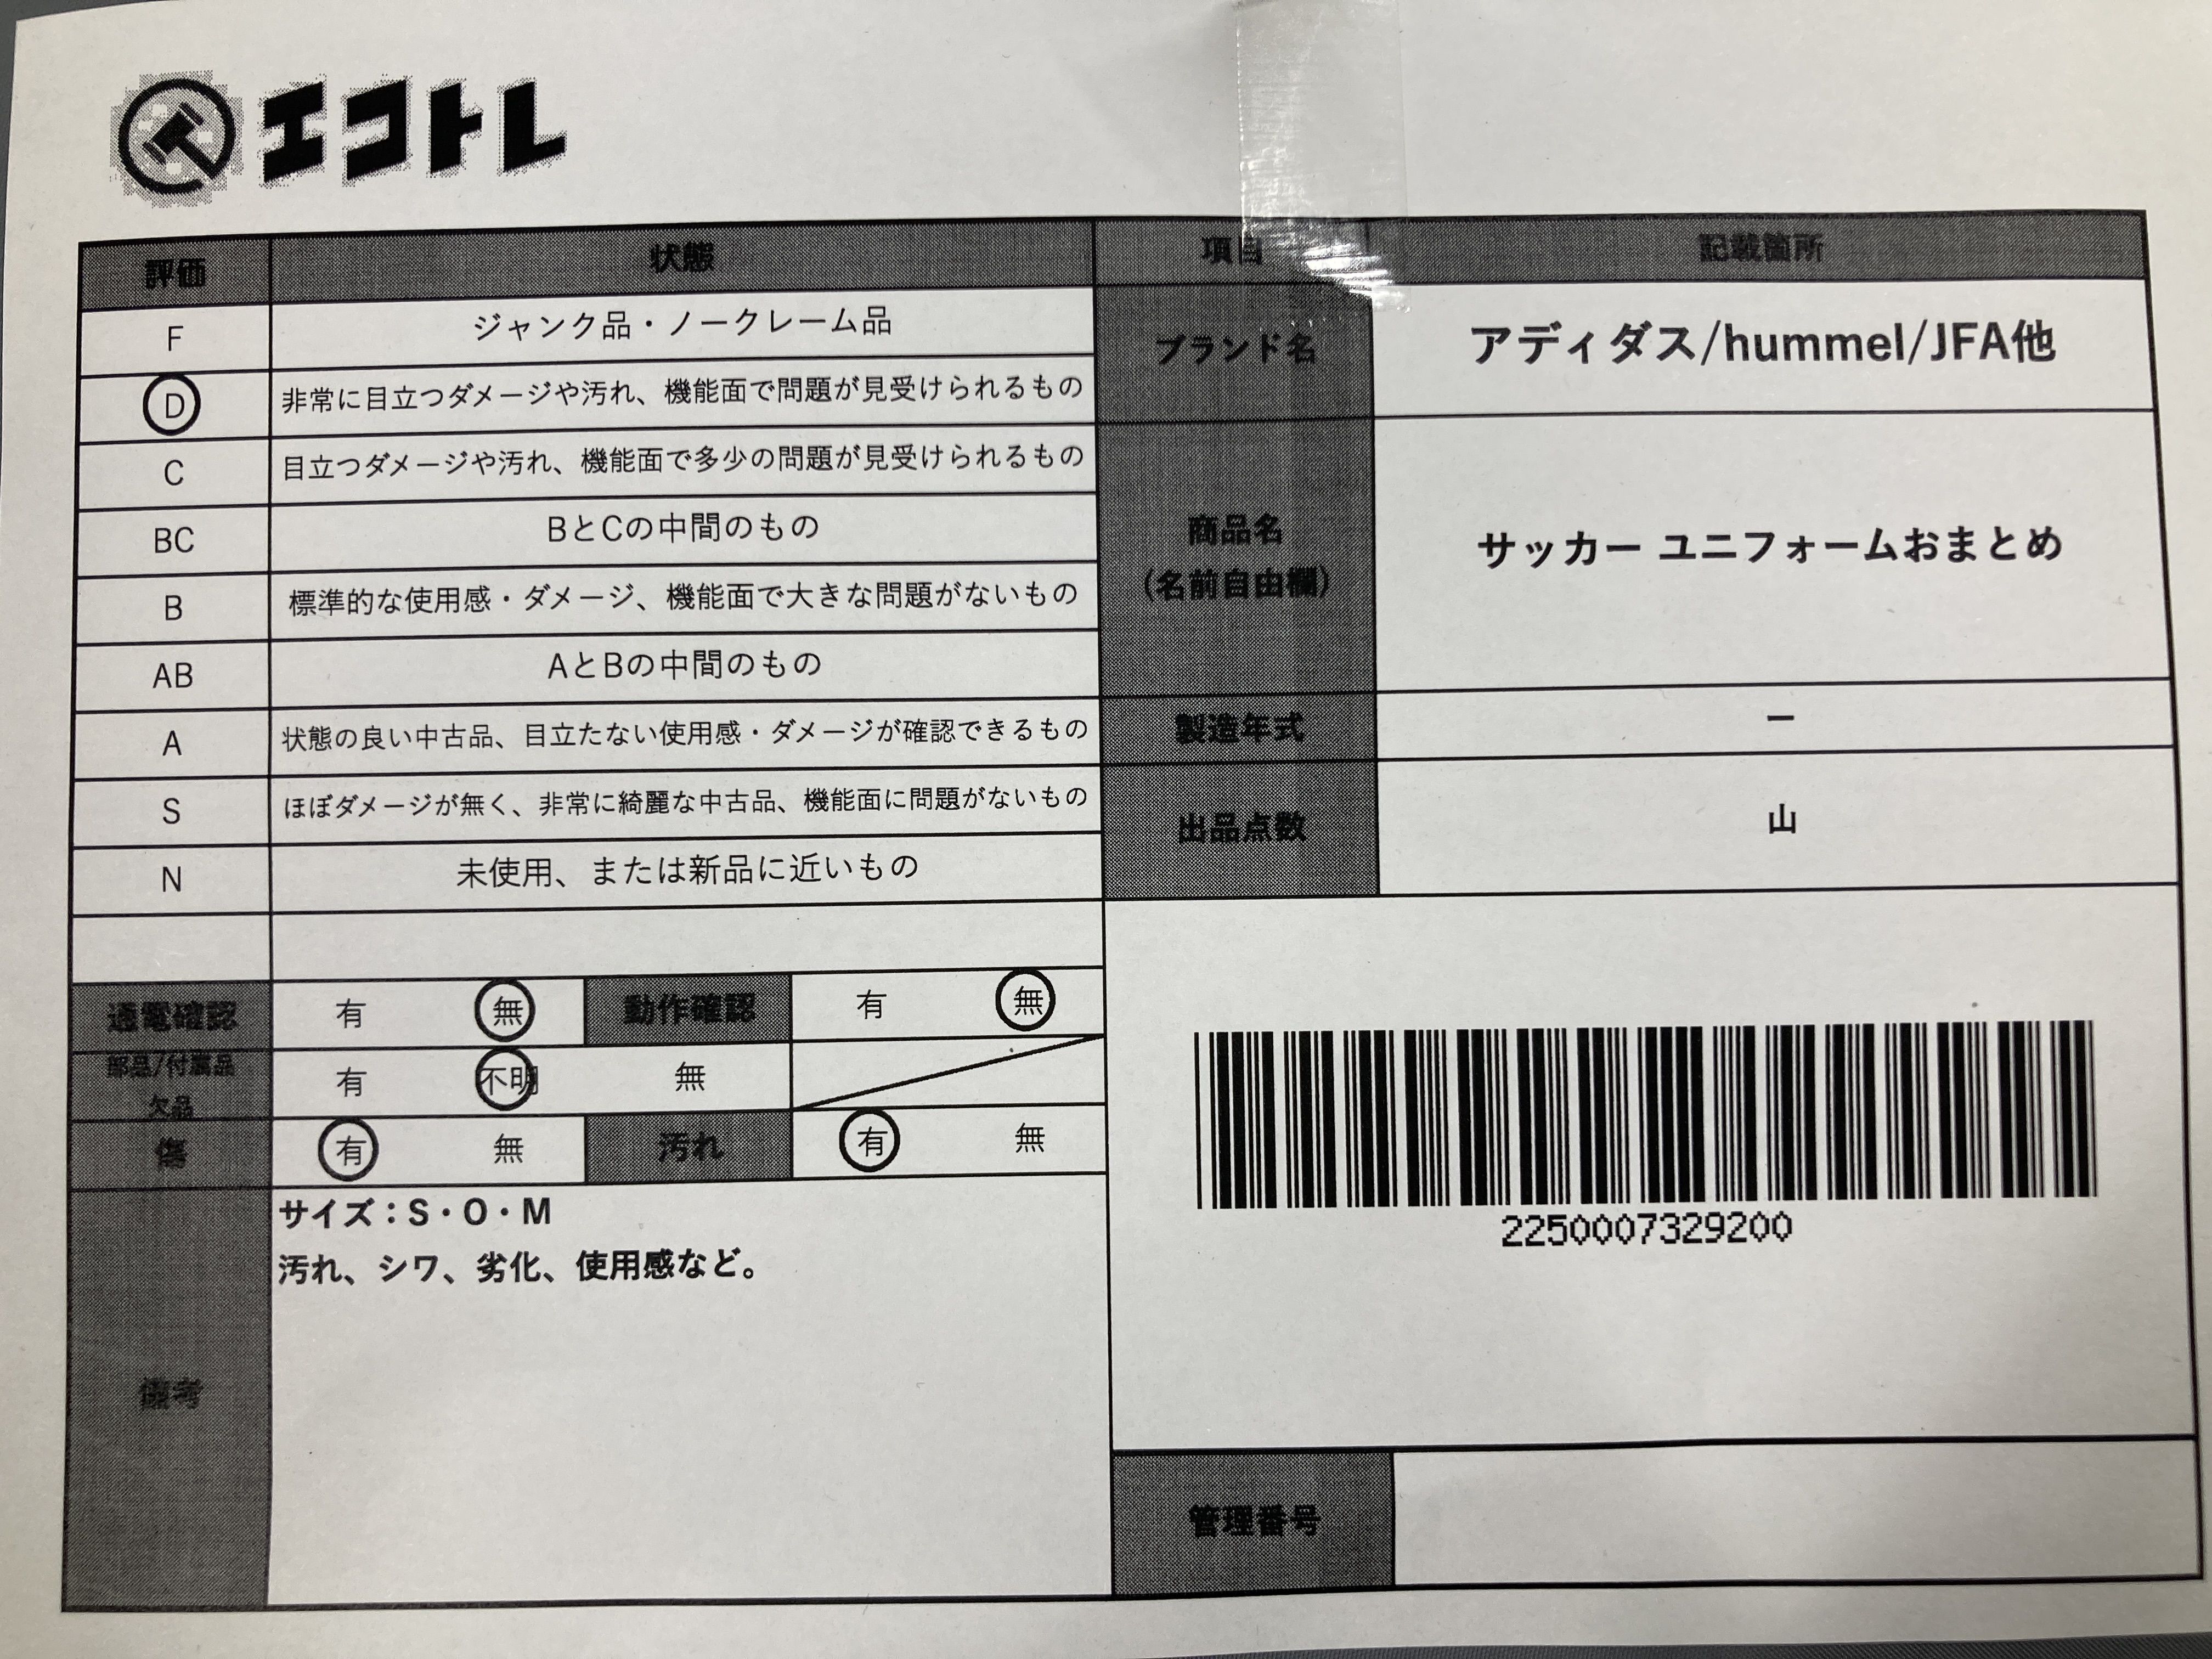 エコトレ
評価 状態 項目 記載箇所
F ジャンク品・ノークレーム品
D 非常に目立つダメージや汚れ、機能面で問題が見受けられるもの
C 目立つダメージや汚れ、機能面で多少の問題が見受けられるもの
BC BとCの中間のもの
B 標準的な使用感・ダメージ、機能面で大きな問題がないもの
AB AとBの中間のもの
A 状態の良い中古品、目立たない使用感・ダメージが確認できるもの
S ほぼダメージが無く、非常に綺麗な中古品、機能面に問題がないもの
N 未使用、または新品に近いもの
ブランド名 アディダス/hummel/JFA他
商品名
(名前自由欄)
サッカー ユニフォームおまとめ
製造年式 ー
出品点数 山
通電確認 有 無 動作確認 有 無
部品/付属品
欠品
有 不明 無
傷 有 無 汚れ 有 無
備考
サイズ：S・O・M
汚れ、シワ、劣化、使用感など。
2250007329200
管理番号